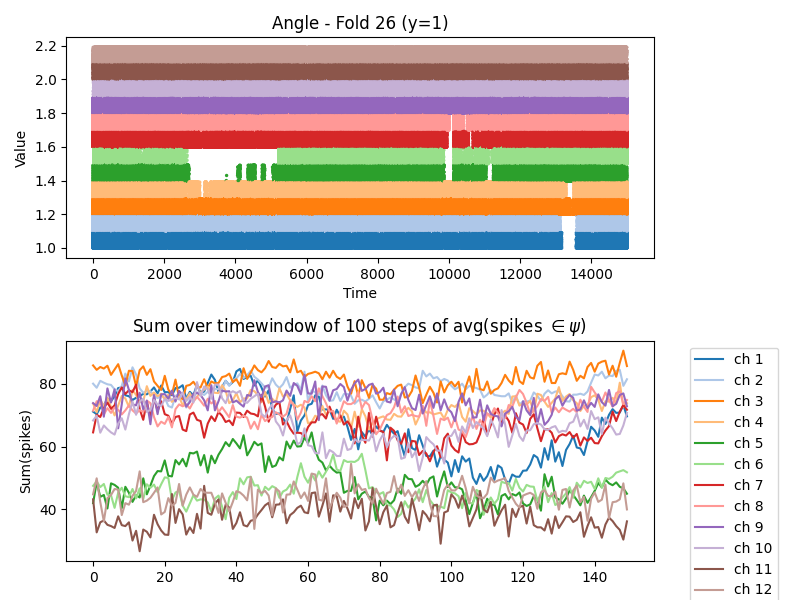 Angle - Fold 26 (y=1)
2.2
2.0
1.8
1.6
1.4
1.2
1.0
Value
0 2000 4000 6000 8000 10000 12000 14000
Time
Sum over timewindow of 100 steps of avg(spikes ∈ψ)
80
60
40
Sum(spikes)
0 20 40 60 80 100 120 140
ch 1
ch 2
ch 3
ch 4
ch 5
ch 6
ch 7
ch 8
ch 9
ch 10
ch 11
ch 12